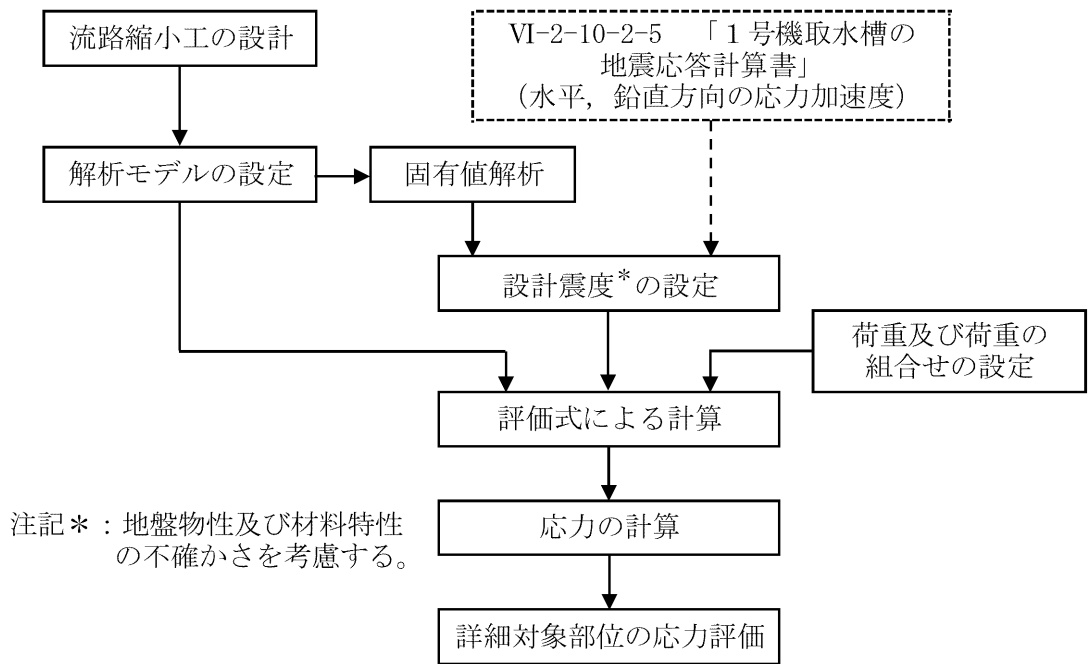 流路縮小工の設計
Ⅵ-2-10-2-5 「1号機取水槽の
地震応答計算書」
(水平，鉛直方向の応力加速度)
解析モデルの設定
固有値解析
設計震度*の設定
荷重及び荷重の
組合せの設定
評価式による計算
注記＊：地盤物性及び材料特性
の不確かさを考慮する。
応力の計算
詳細対象部位の応力評価